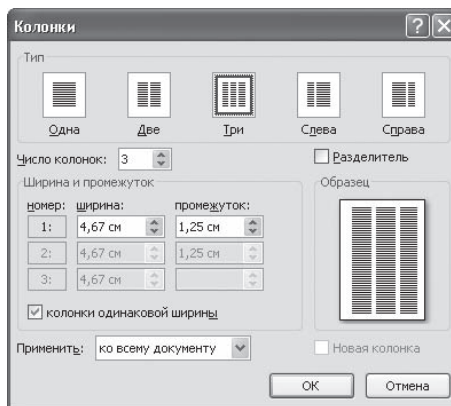 Колонки
Тип
Одна Две Три Слева Справа
Число колонок: 3 Разделитель
Ширина и промежуток Образец
номер: ширина: промежуток:
1: 4,67 см 1,25 см
2: 4,67 см 1,25 см
3: 4,67 см
колонки одинаковой ширины
Применить: ко всему документу Новая колонка
ОК Отмена